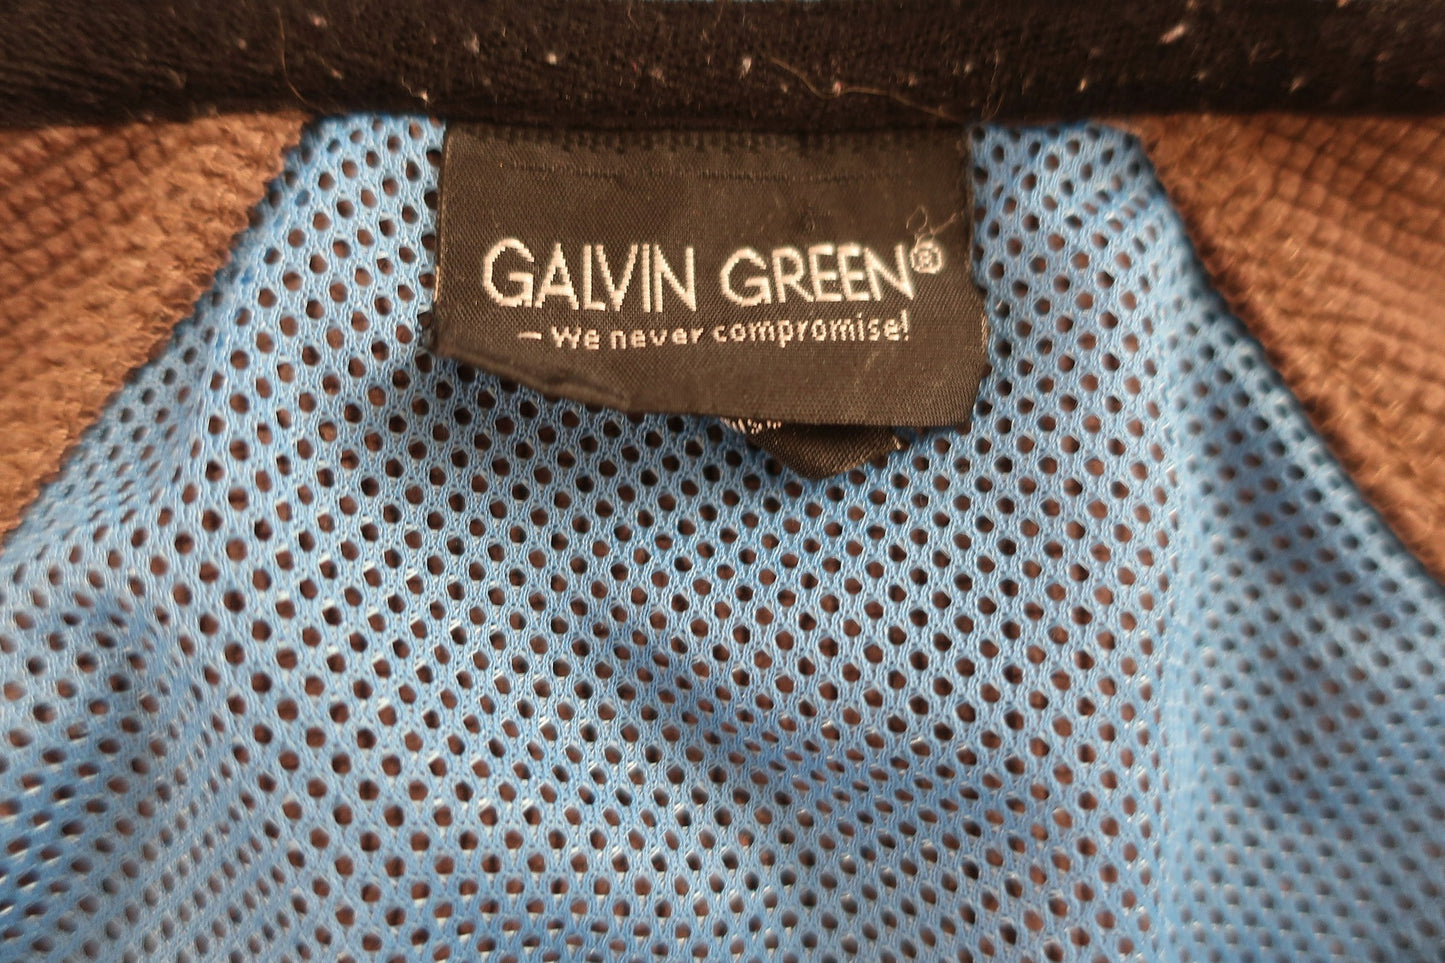 GALVIN GREEN®
– We never compromise!